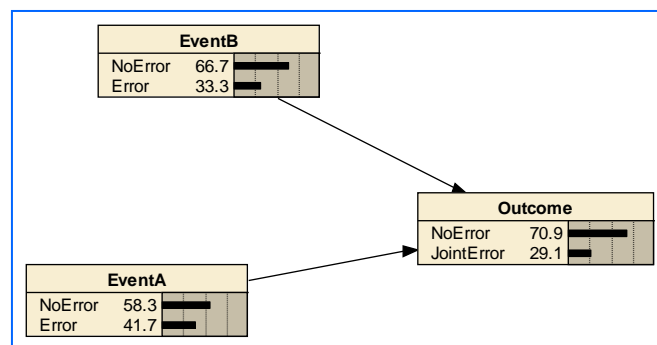 EventB
NoError 66.7
Error 33.3
Outcome
NoError 70.9
JointError 29.1
EventA
NoError 58.3
Error 41.7